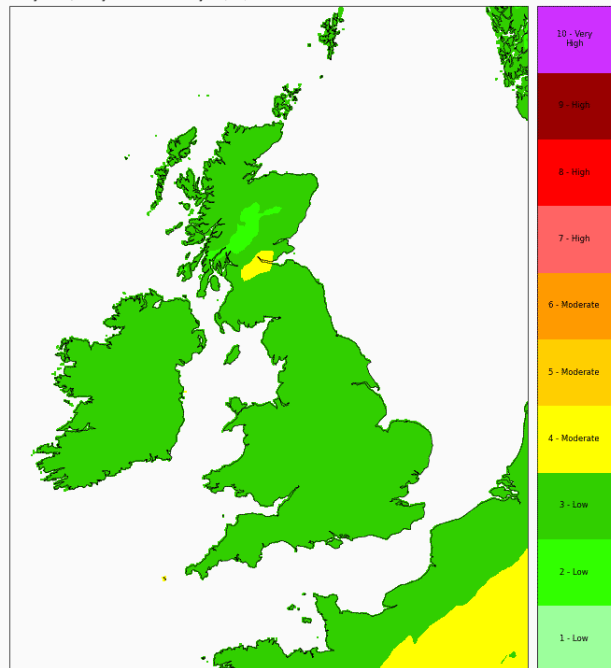 10 - Very
High
9 - High
8 - High
7 - High
6 - Moderate
5 - Moderate
4 - Moderate
3 - Low
2 - Low
1 - Low